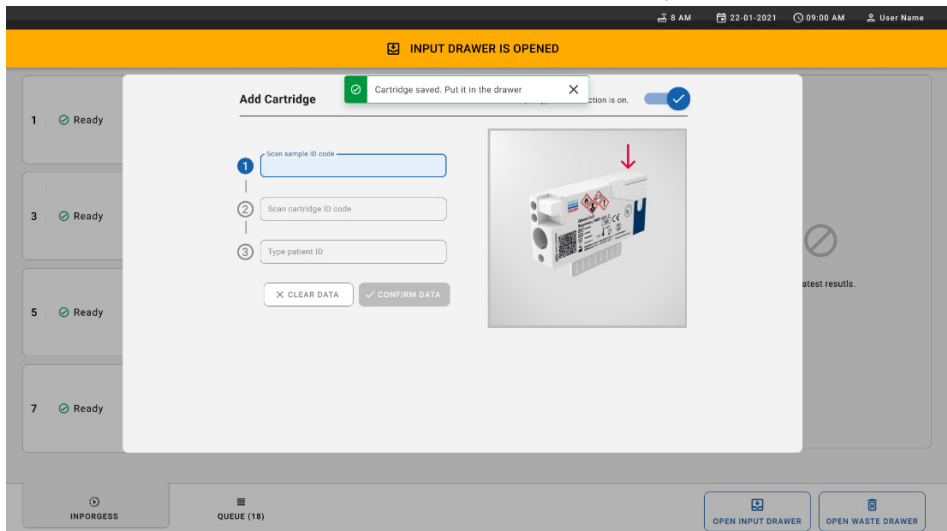 8 AM 22-01-2021 09:00 AM User Name
INPUT DRAWER IS OPENED
Cartridge saved. Put it in the drawer
Add Cartridge
ction is on.
1 Ready
1 Scan sample ID code
2 Scan cartridge ID code
3 Ready
3 Type patient ID
CLEAR DATA CONFIRM DATA
atest resutls.
5 Ready
7 Ready
INPORGESS
QUEUE (18)
OPEN INPUT DRAWER
OPEN WASTE DRAWER